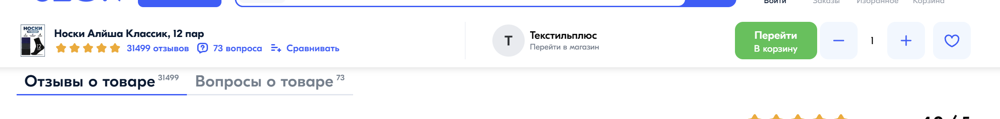 Войти Заказы Избранное Корзина
НОСКИ
Носки Алйша Классик, 12 пар
12
31499 отзывов 73 вопроса Сравнивать
Т
Текстильплюс
Перейти в магазин
Перейти
В корзину
1
Отзывы о товаре 31499 Вопросы о товаре 73